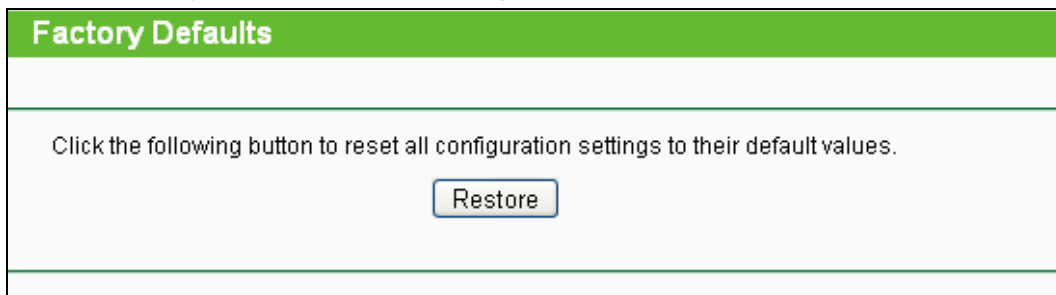 Factory Defaults
Click the following button to reset all configuration settings to their default values.
Restore